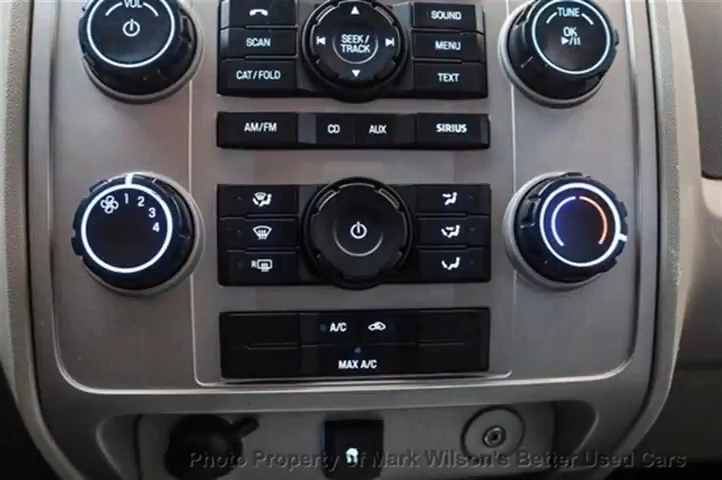 VOL
SOUND
TUNE
SCAN
SEEK /
TRACK
MENU
OK
CAT/FOLD
TEXT
AM/FM
CD
AUX
SIRIUS
1
2
3
4
R
A/C
MAX A/C
Photo Property of Mark Wilson's Better Used Cars